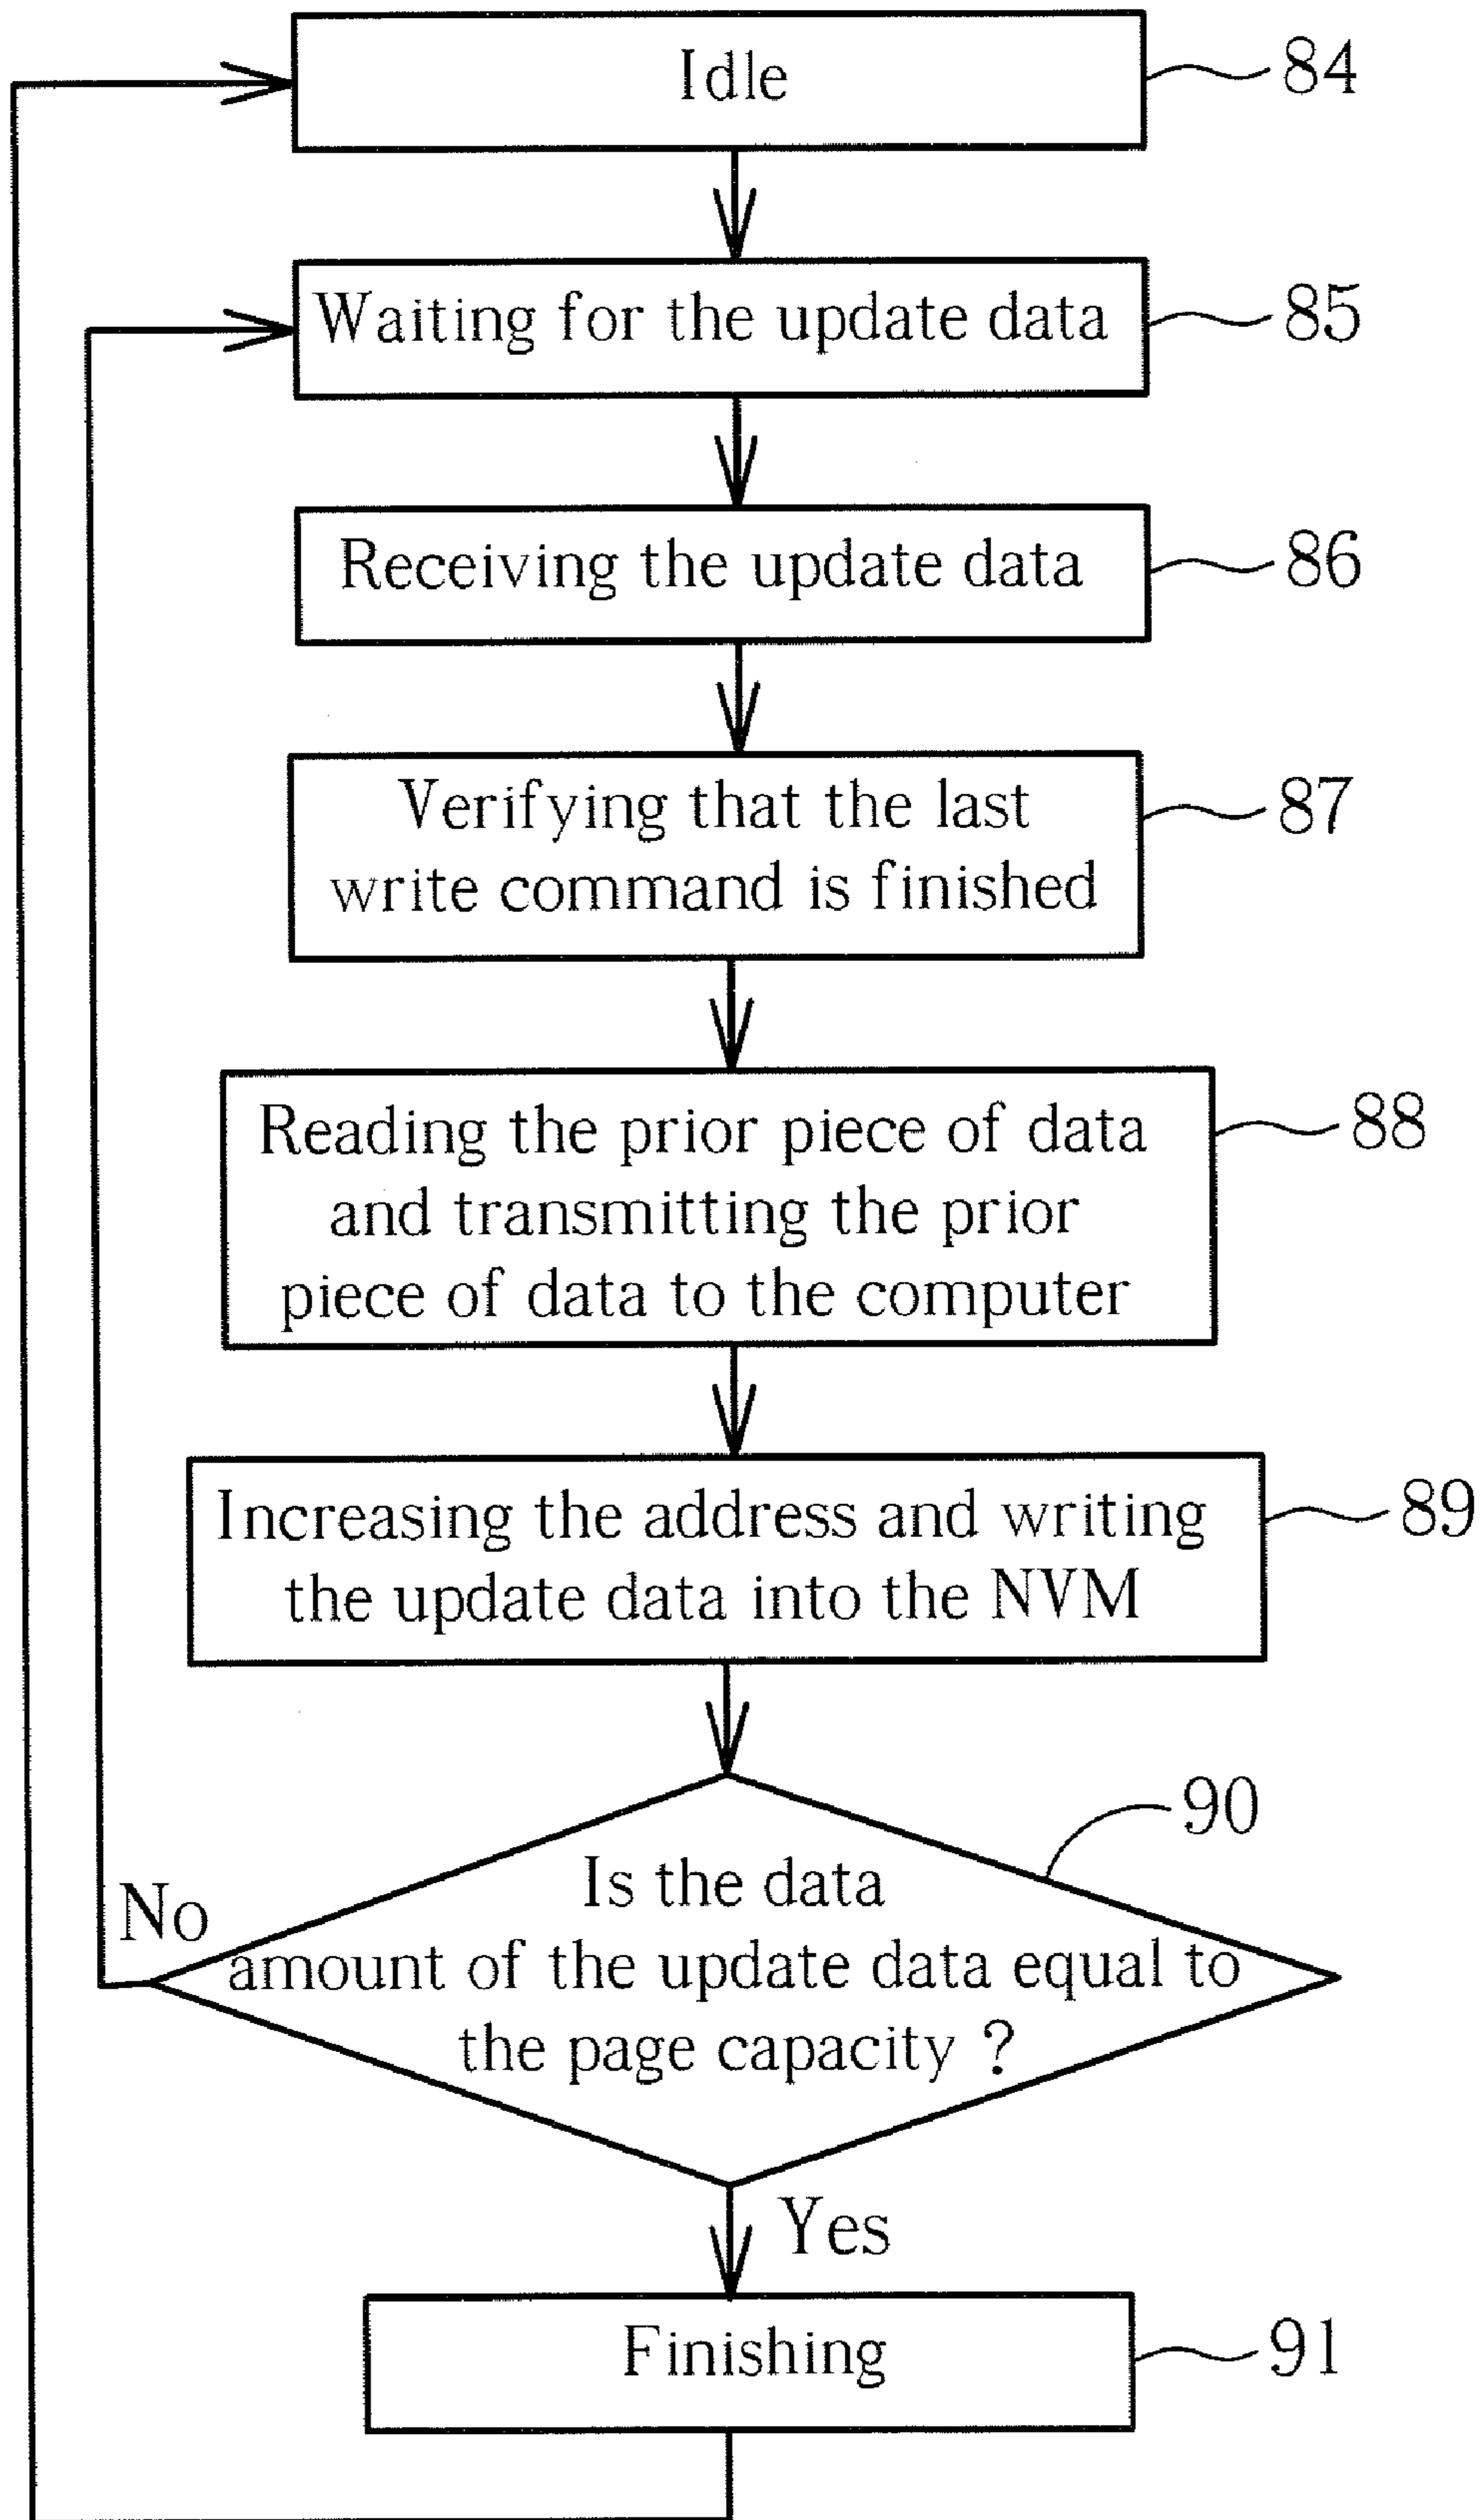 Idle
84
Waiting for the update data
85
Receiving the update data
86
Verifying that the last
write command is finished
87
Reading the prior piece of data
and transmitting the prior
piece of data to the computer
88
Increasing the address and writing
the update data into the NVM
89
90
Is the data
amount of the update data equal to
the page capacity ?
No
Yes
Finishing
91